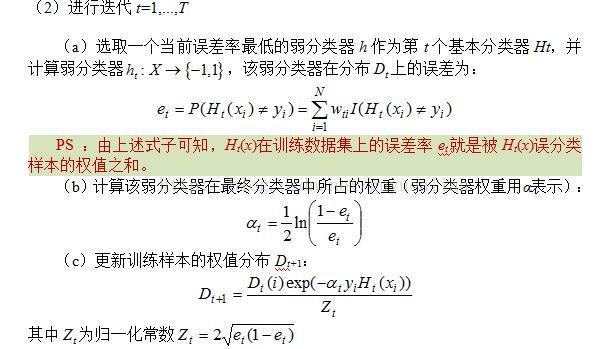 （2）进行迭代 t=1,...,T
（a）选取一个当前误差率最低的弱分类器 h 作为第 t 个基本分类器 Ht，并
计算弱分类器 h_t : X → {-1,1}，该弱分类器在分布 D_t 上的误差为：
e_t = P(H_t(x_i) ≠ y_i) = \sum_{i=1}^{N} w_{ti} I(H_t(x_i) ≠ y_i)
PS ：由上述式子可知，H_t(x)在训练数据集上的误差率 e_t 就是被 H_t(x)误分类
样本的权值之和。
（b）计算该弱分类器在最终分类器中所占的权重（弱分类器权重用α表示）：
α_t = \frac{1}{2} ln(\frac{1-e_t}{e_t})
（c）更新训练样本的权值分布 D_{t+1}：
D_{t+1} = \frac{D_t(i)exp(-α_t y_i H_t(x_i))}{Z_t}
其中 Z_t 为归一化常数 Z_t = 2\sqrt{e_t(1-e_t)}